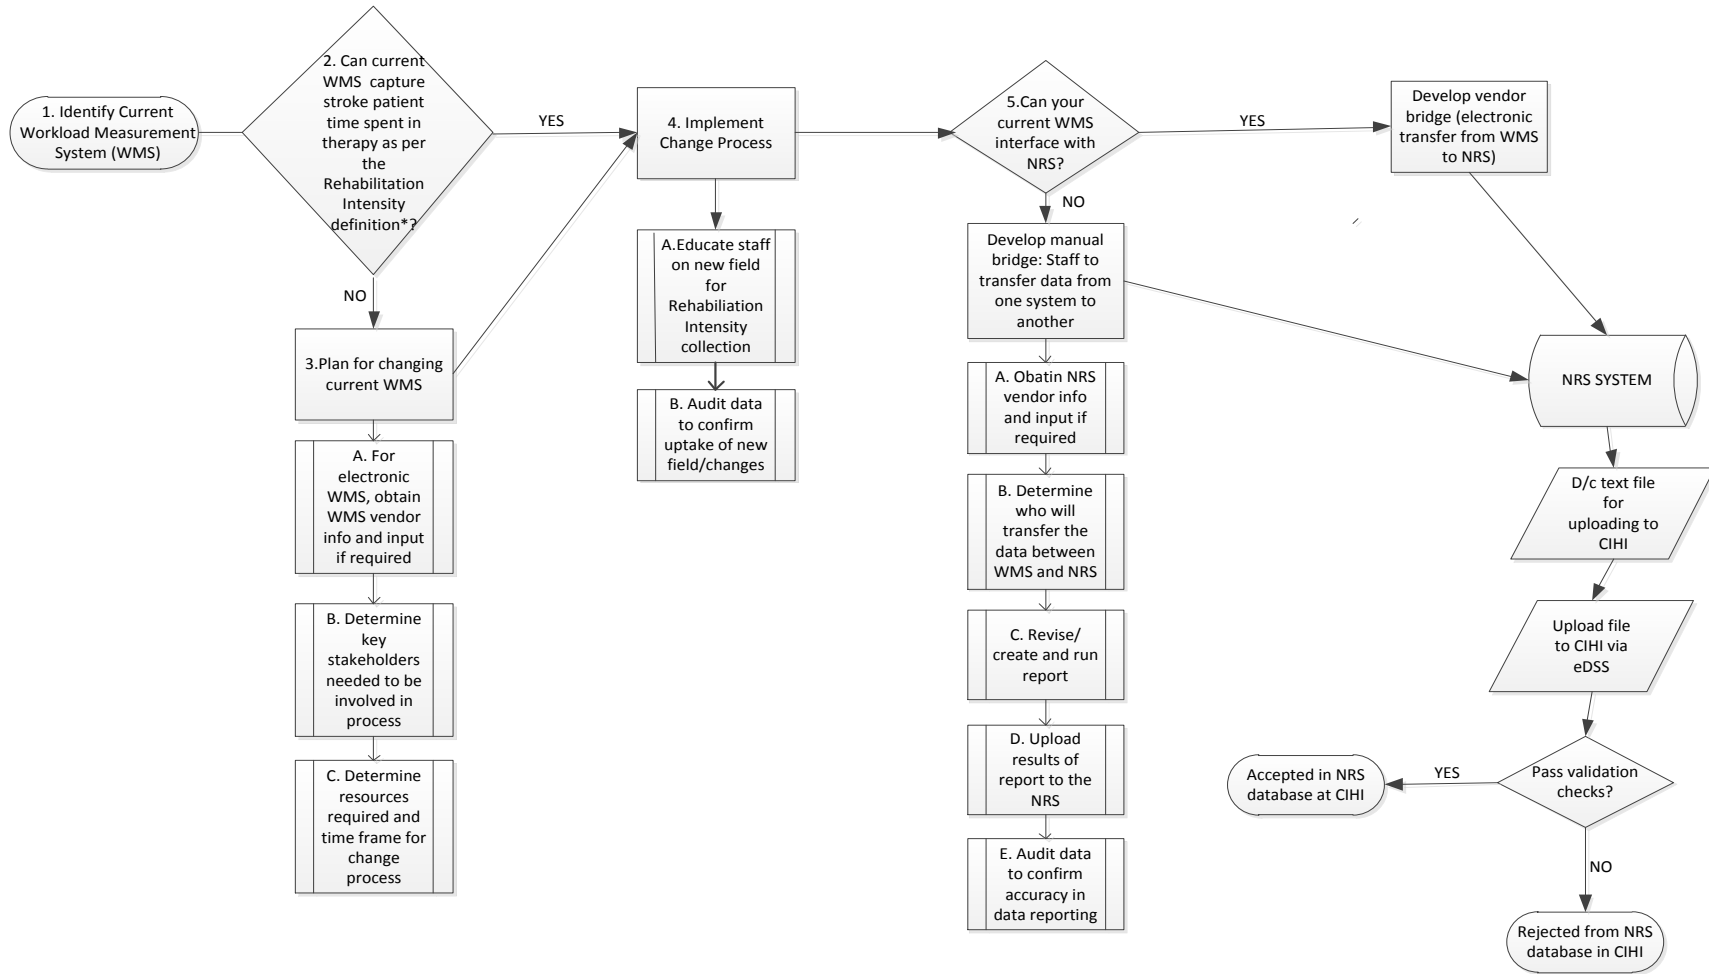 1. Identify Current
Workload Measurement
System (WMS)
2. Can current
WMS capture
stroke patient
time spent in
therapy as per
the
Rehabilitation
Intensity
definition*?
YES
NO
3.Plan for changing
current WMS
A. For
electronic
WMS, obtain
WMS vendor
info and input
if required
B. Determine
key
stakeholders
needed to be
involved in
process
C. Determine
resources
required and
time frame for
change
process
4. Implement
Change Process
A.Educate staff
on new field
for
Rehabiliation
Intensity
collection
B. Audit data
to confirm
uptake of new
field/changes
5.Can your
current WMS
interface with
NRS?
YES
NO
Develop manual
bridge: Staff to
transfer data from
one system to
another
A. Obatin NRS
vendor info
and input if
required
B. Determine
who will
transfer the
data between
WMS and NRS
C. Revise/
create and run
report
D. Upload
results of
report to the
NRS
E. Audit data
to confirm
accuracy in
data reporting
Develop vendor
bridge (electronic
transfer from WMS
to NRS)
NRS SYSTEM
D/c text file
for
uploading to
CIHI
Upload file
to CIHI via
eDSS
Pass validation
checks?
YES
Accepted in NRS
database at CIHI
NO
Rejected from NRS
database in CIHI